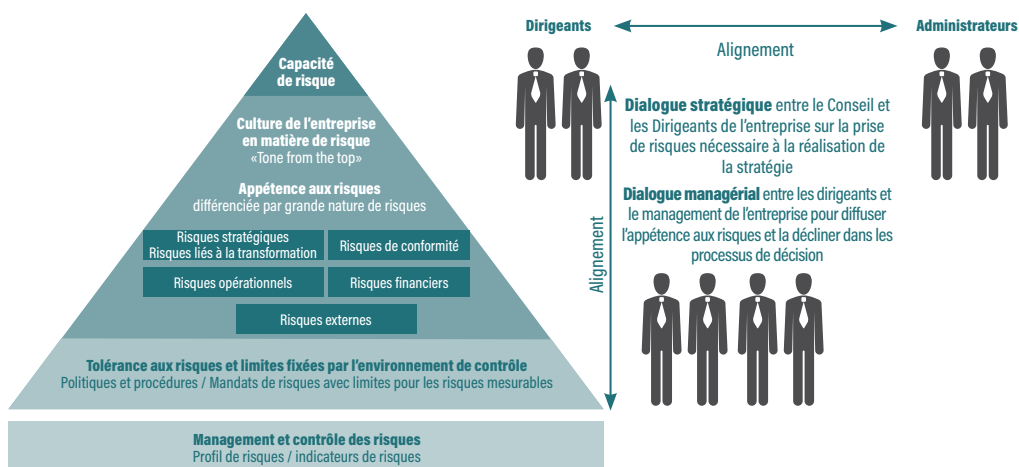 Capacité
de risque
Culture de l'entreprise
en matière de risque
«Tone from the top»
Appétence aux risques
différenciée par grande nature de risques
Risques stratégiques
Risques liés à la transformation
Risques de conformité
Risques opérationnels
Risques financiers
Risques externes
Tolérance aux risques et limites fixées par l'environnement de contrôle
Politiques et procédures / Mandats de risques avec limites pour les risques mesurables
Management et contrôle des risques
Profil de risques / indicateurs de risques
Dirigeants
Administrateurs
Alignement
Dialogue stratégique entre le Conseil et
les Dirigeants de l'entreprise sur la prise
de risques nécessaire à la réalisation de
la stratégie
Dialogue managérial entre les dirigeants et
le management de l'entreprise pour diffuser
l'appétence aux risques et la décliner dans les
processus de décision
Alignement